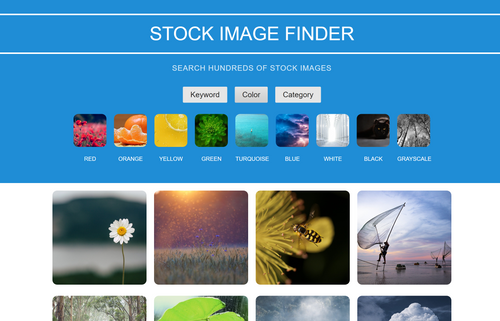 STOCK IMAGE FINDER
SEARCH HUNDREDS OF STOCK IMAGES
Keyword Color Category
RED ORANGE YELLOW GREEN TURQUOISE BLUE WHITE BLACK GRAYSCALE